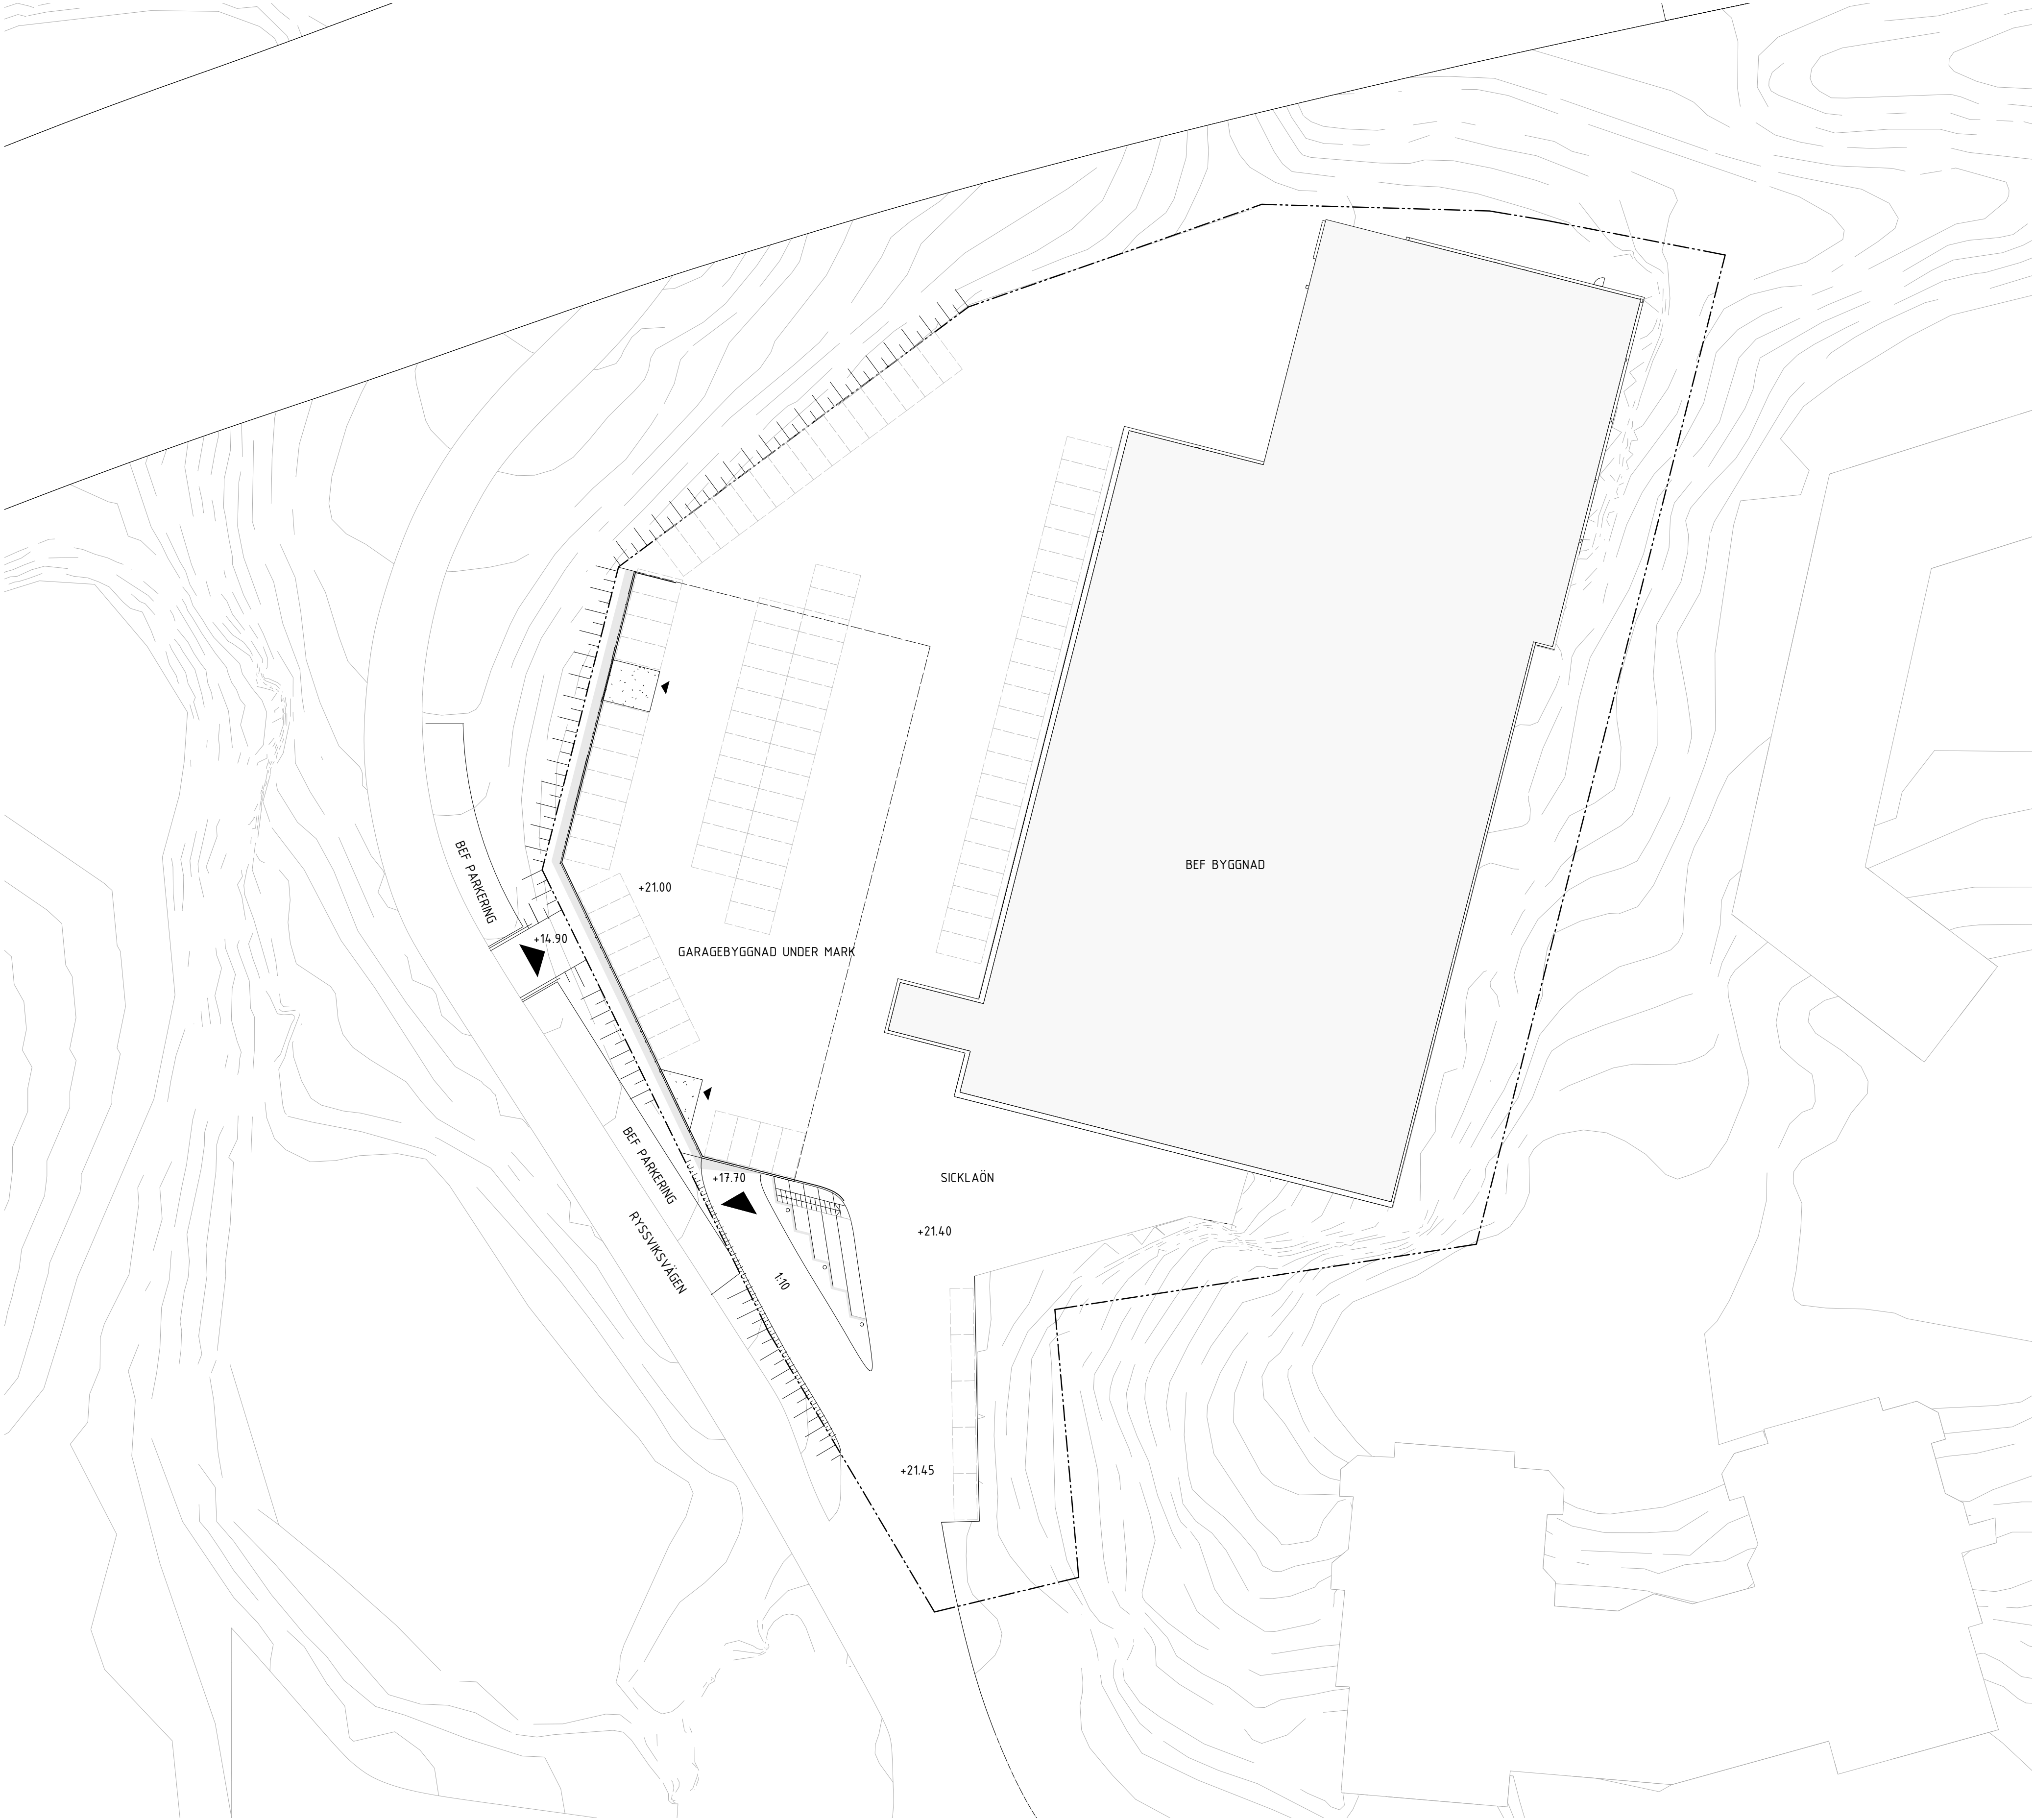 BEF PARKERING
BEF BYGGNAD
+21.00
+14.90
GARAGEBYGGNAD UNDER MARK
BEF PARKERING
+17.70
SICKLAÖN
RYSSVIKSVÄGEN
+21.40
1:10
+21.45